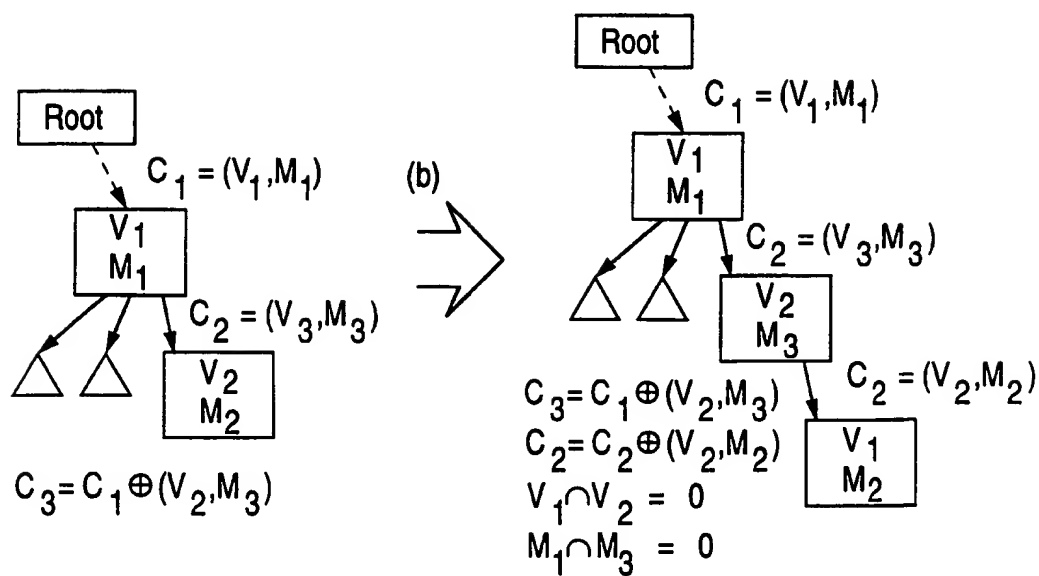 Root
C₁ = (V₁,M₁)
V₁
M₁
C₂ = (V₃,M₃)
V₂
M₂
C₃= C₁ ⊕ (V₂,M₃)
(b)
Root
C₁ = (V₁,M₁)
V₁
M₁
C₂ = (V₃,M₃)
V₂
M₃
C₂ = (V₂,M₂)
V₁
M₂
C₃= C₁ ⊕ (V₂,M₃)
C₂= C₂ ⊕ (V₂,M₂)
V₁∩V₂ = 0
M₁∩M₃ = 0